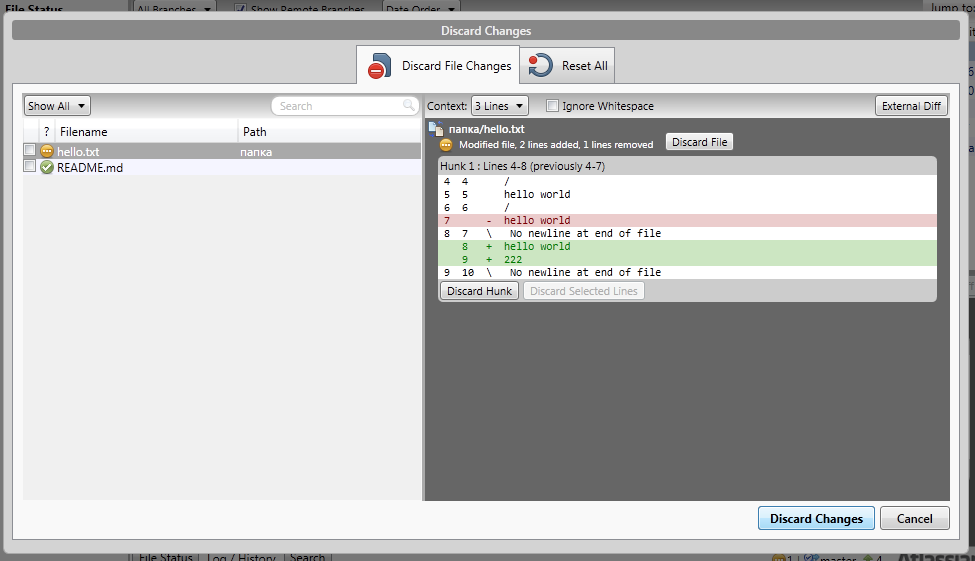 File Status All Branches Show Remote Branches Date Order Jump to:
Discard Changes
Discard File Changes Reset All
Show All Search Context: 3 Lines Ignore Whitespace External Diff
? Filename Path
папка/hello.txt
Modified file, 2 lines added, 1 lines removed Discard File
hello.txt папка
README.md
Hunk 1 : Lines 4-8 (previously 4-7)
4 4 /
5 5 hello world
6 6 /
7 - hello world
8 7 \ No newline at end of file
8 + hello world
9 + 222
9 10 \ No newline at end of file
Discard Hunk Discard Selected Lines
Discard Changes Cancel
File Status Log / History Search 1 master 4 Atlassian